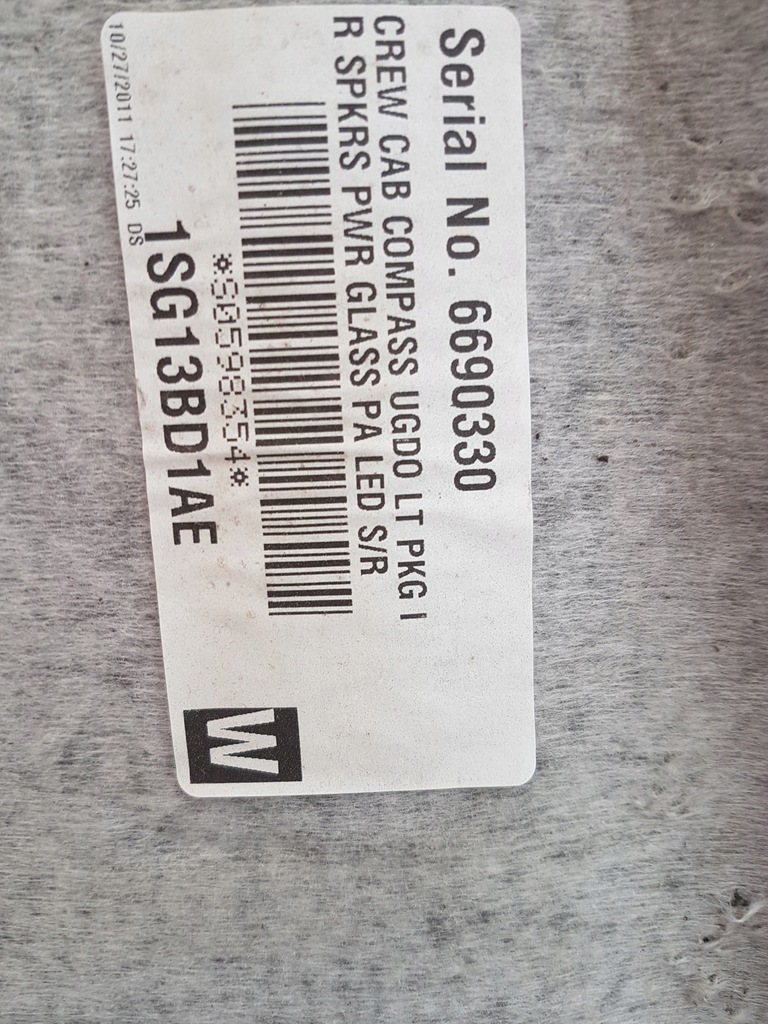 Serial No. 6690330
CREW CAB COMPASS UGDO LT PKG I
R SPKRS PWR GLASS PA LED S/R
*S05980354*
1SG13BD1AE
10/27/2011 17:27:25 DS
W